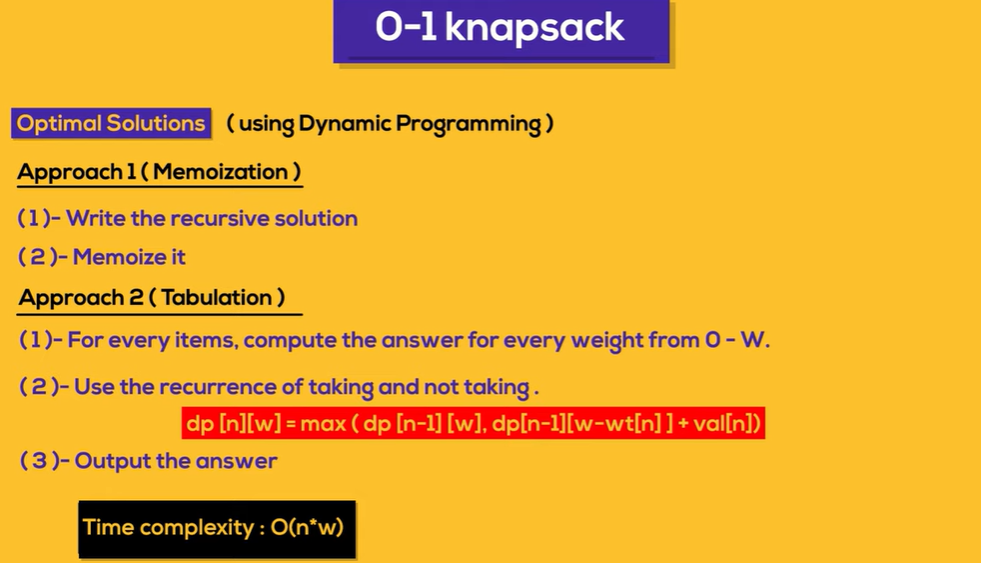 0-1 knapsack
Optimal Solutions ( using Dynamic Programming )
Approach 1 ( Memoization )
( 1 )- Write the recursive solution
( 2 )- Memoize it
Approach 2 ( Tabulation )
( 1 )- For every items, compute the answer for every weight from 0 - W.
( 2 )- Use the recurrence of taking and not taking .
dp [n][w] = max ( dp [n-1] [w], dp[n-1][w-wt[n] ] + val[n])
( 3 )- Output the answer
Time complexity : O(n*w)